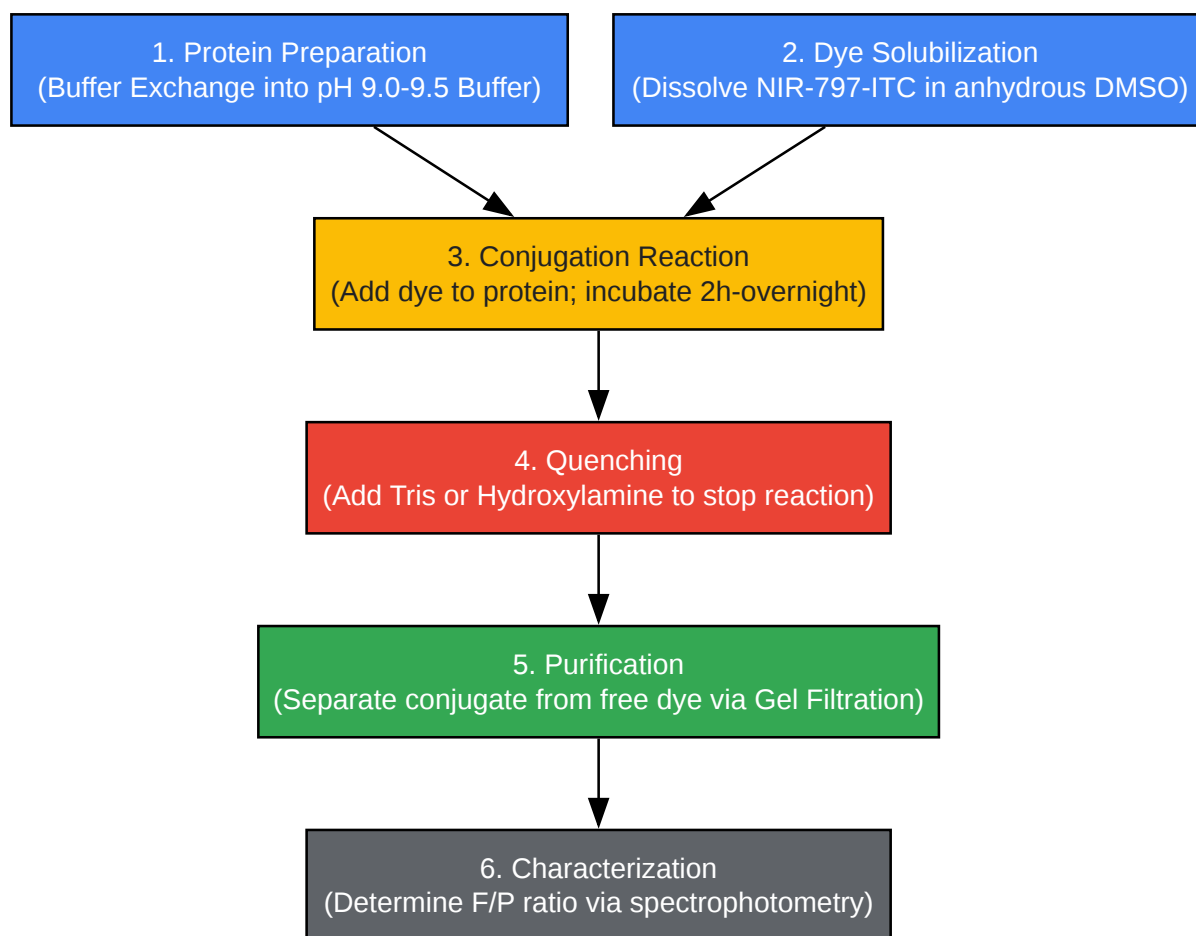 1. Protein Preparation
(Buffer Exchange into pH 9.0-9.5 Buffer)
2. Dye Solubilization
(Dissolve NIR-797-ITC in anhydrous DMSO)
3. Conjugation Reaction
(Add dye to protein; incubate 2h-overnight)
4. Quenching
(Add Tris or Hydroxylamine to stop reaction)
5. Purification
(Separate conjugate from free dye via Gel Filtration)
6. Characterization
(Determine F/P ratio via spectrophotometry)